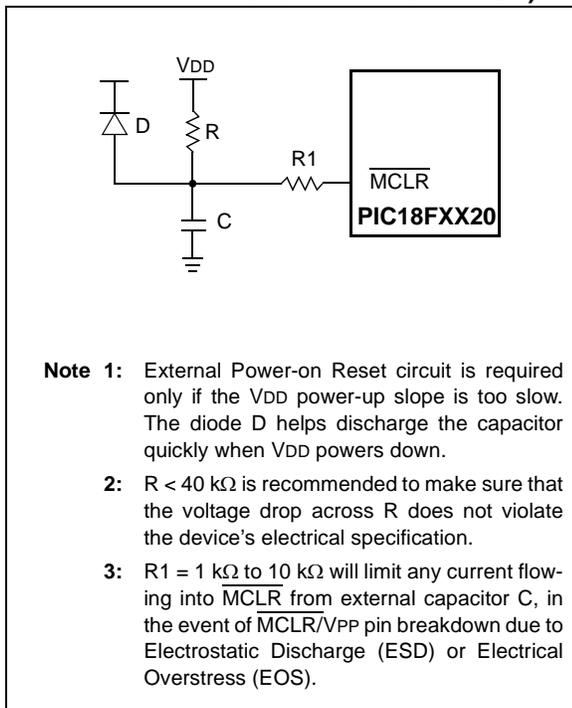 VDD
D
R
R1
MCLR
PIC18FXX20
C
Note 1: External Power-on Reset circuit is required
only if the VDD power-up slope is too slow.
The diode D helps discharge the capacitor
quickly when VDD powers down.
2: R < 40 kΩ is recommended to make sure that
the voltage drop across R does not violate
the device's electrical specification.
3: R1 = 1 kΩ to 10 kΩ will limit any current flow-
ing into MCLR from external capacitor C, in
the event of MCLR/VPP pin breakdown due to
Electrostatic Discharge (ESD) or Electrical
Overstress (EOS).